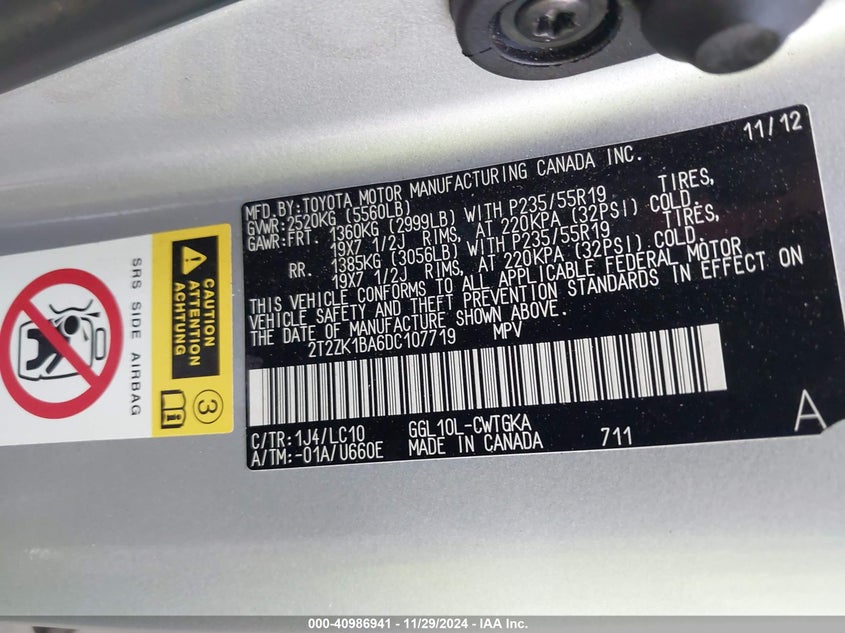 11/12
MFD.BY:TOYOTA MOTOR MANUFACTURING CANADA INC.
GVWR:2520KG (5560LB)
GAWR:FRT. 1360KG (2999LB) WITH P235/55R19 TIRES,
19X7 1/2J RIMS, AT 220KPA (32PSI) COLD.
RR. 1385KG (3056LB) WITH P235/55R19 TIRES,
19X7 1/2J RIMS, AT 220KPA (32PSI) COLD.
THIS VEHICLE CONFORMS TO ALL APPLICABLE FEDERAL MOTOR
VEHICLE SAFETY AND THEFT PREVENTION STANDARDS IN EFFECT ON
THE DATE OF MANUFACTURE SHOWN ABOVE.
2T2ZK1BA6DC107719 MPV
C/TR:1J4/LC10 GGL10L-CWTGKA
A/TM:-01A/U660E MADE IN CANADA 711
A
SRS SIDE AIRBAG
CAUTION
ATTENTION
ACHTUNG
3
000-40986941 - 11/29/2024 - IAA Inc.